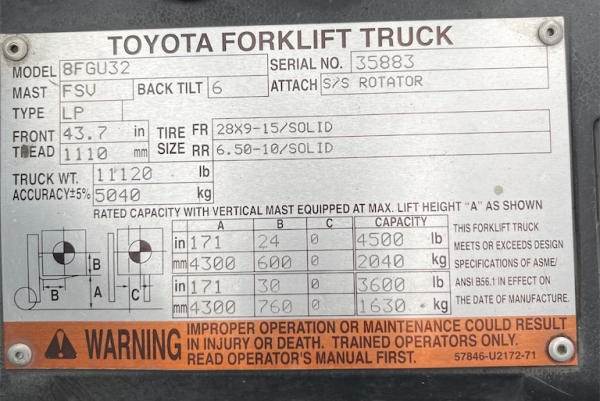 TOYOTA FORKLIFT TRUCK
MODEL 8FGU32 SERIAL NO. 35883
MAST FSV BACK TILT 6 ATTACH S/S ROTATOR
TYPE LP
FRONT 43.7 in TIRE FR 28X9-15/SOLID
TREAD 1110 mm SIZE RR 6.50-10/SOLID
TRUCK WT. 11120 lb
ACCURACY±5% 5040 kg
RATED CAPACITY WITH VERTICAL MAST EQUIPPED AT MAX. LIFT HEIGHT "A" AS SHOWN
A B C CAPACITY
in 171 24 0 4500 lb
mm 4300 600 0 2040 kg
in 171 30 0 3600 lb
mm 4300 760 0 1630 kg
B
B A C
THIS FORKLIFT TRUCK
MEETS OR EXCEEDS DESIGN
SPECIFICATIONS OF ASME/
ANSI B56.1 IN EFFECT ON
THE DATE OF MANUFACTURE.
WARNING
IMPROPER OPERATION OR MAINTENANCE COULD RESULT
IN INJURY OR DEATH. TRAINED OPERATORS ONLY.
READ OPERATOR'S MANUAL FIRST.
57846-U2172-71